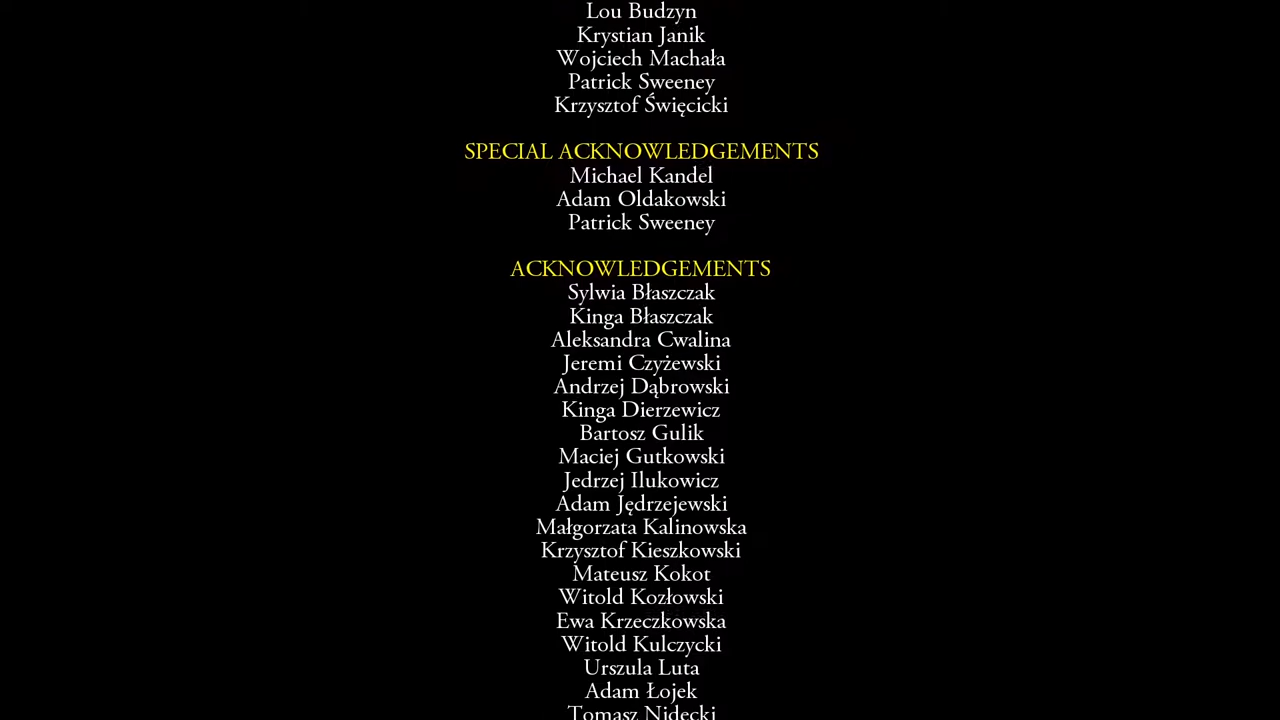 Lou Budzyn
Krystian Janik
Wojciech Machała
Patrick Sweeney
Krzysztof Święcicki
SPECIAL ACKNOWLEDGEMENTS
Michael Kandel
Adam Oldakowski
Patrick Sweeney
ACKNOWLEDGEMENTS
Sylwia Błaszczak
Kinga Błaszczak
Aleksandra Cwalina
Jeremi Czyżewski
Andrzej Dąbrowski
Kinga Dierzewicz
Bartosz Gulik
Maciej Gutkowski
Jedrzej Ilukowicz
Adam Jędrzejewski
Małgorzata Kalinowska
Krzysztof Kieszkowski
Mateusz Kokot
Witold Kozłowski
Ewa Krzeczkowska
Witold Kulczycki
Urszula Luta
Adam Łojek
Tomasz Nidecki